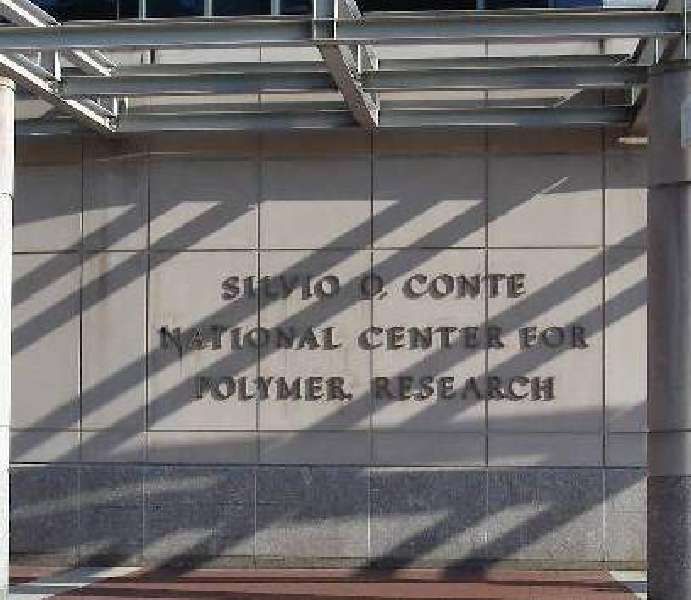 SILVIO O. CONTE
NATIONAL CENTER FOR
POLYMER RESEARCH